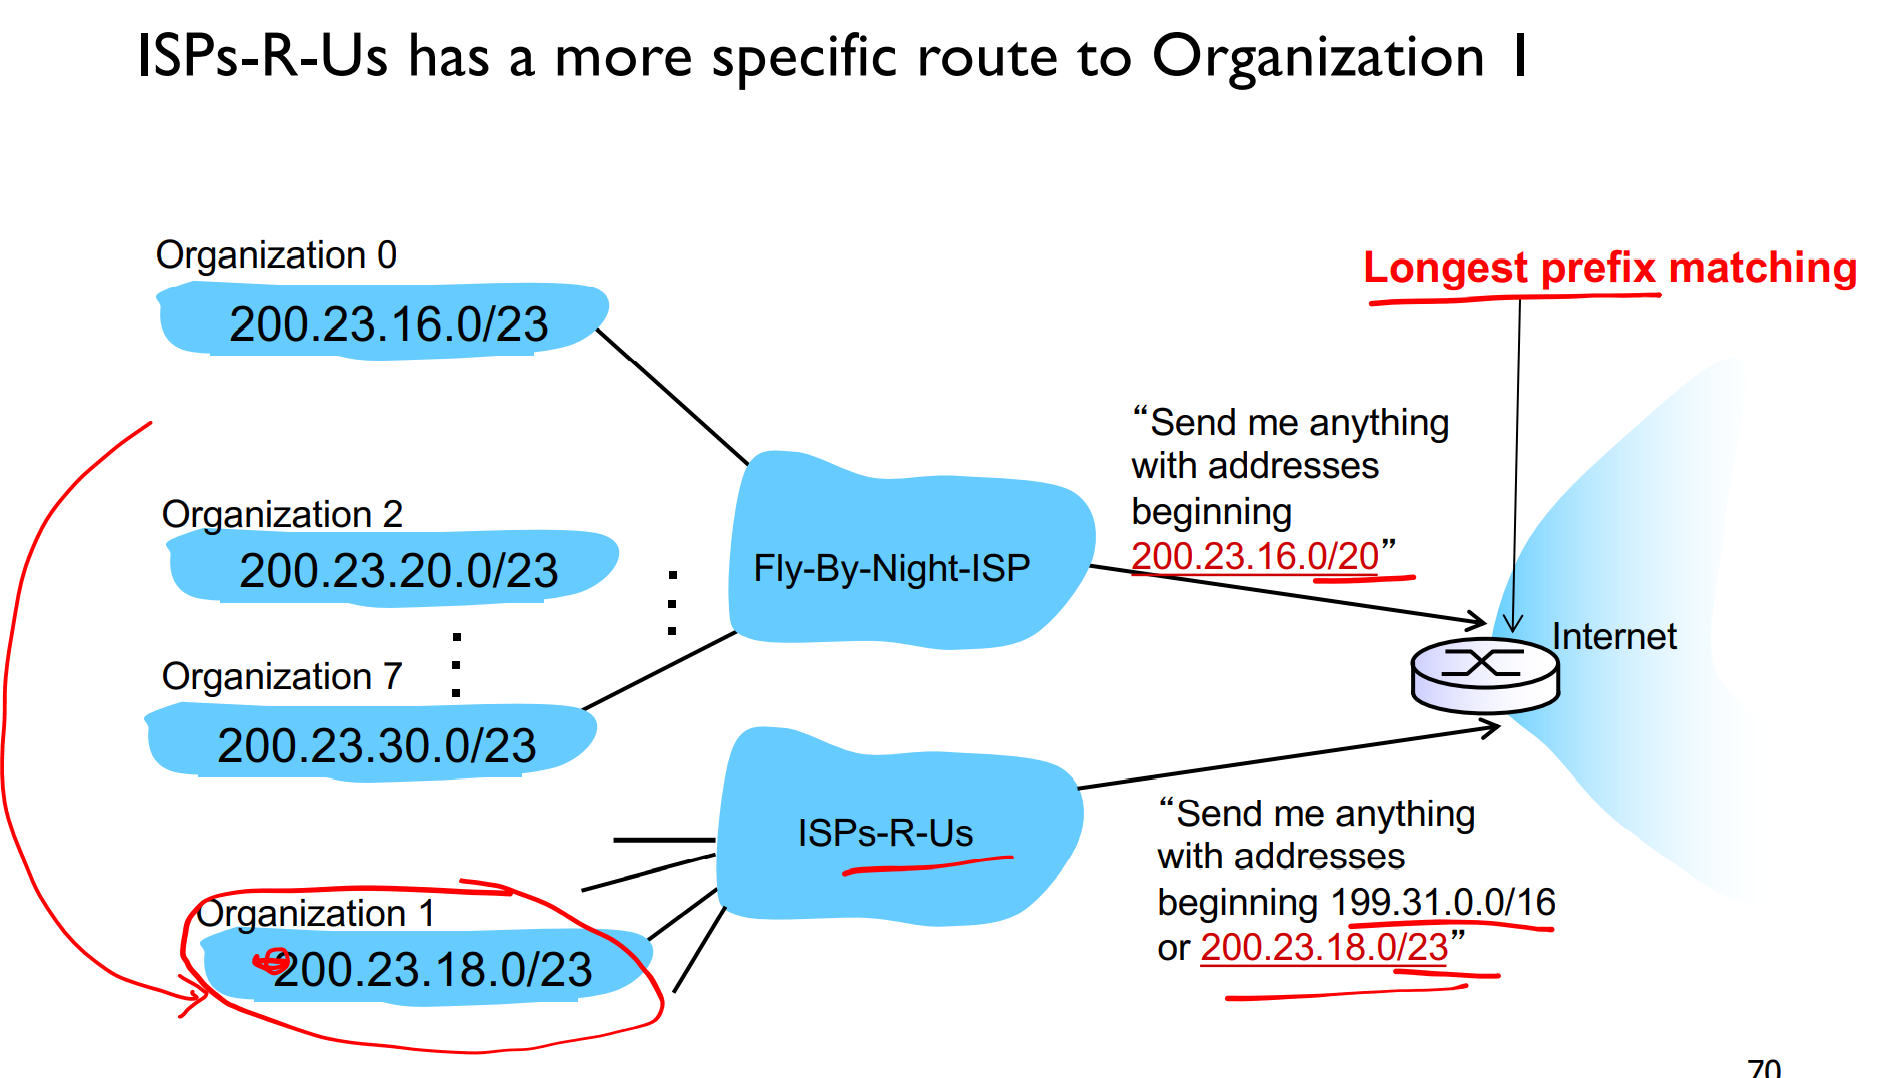 ISPs-R-Us has a more specific route to Organization 1
Organization 0
200.23.16.0/23
Organization 2
200.23.20.0/23
Organization 7
200.23.30.0/23
Organization 1
200.23.18.0/23
Fly-By-Night-ISP
ISPs-R-Us
“Send me anything
with addresses
beginning
200.23.16.0/20”
Longest prefix matching
Internet
“Send me anything
with addresses
beginning 199.31.0.0/16
or 200.23.18.0/23”
70